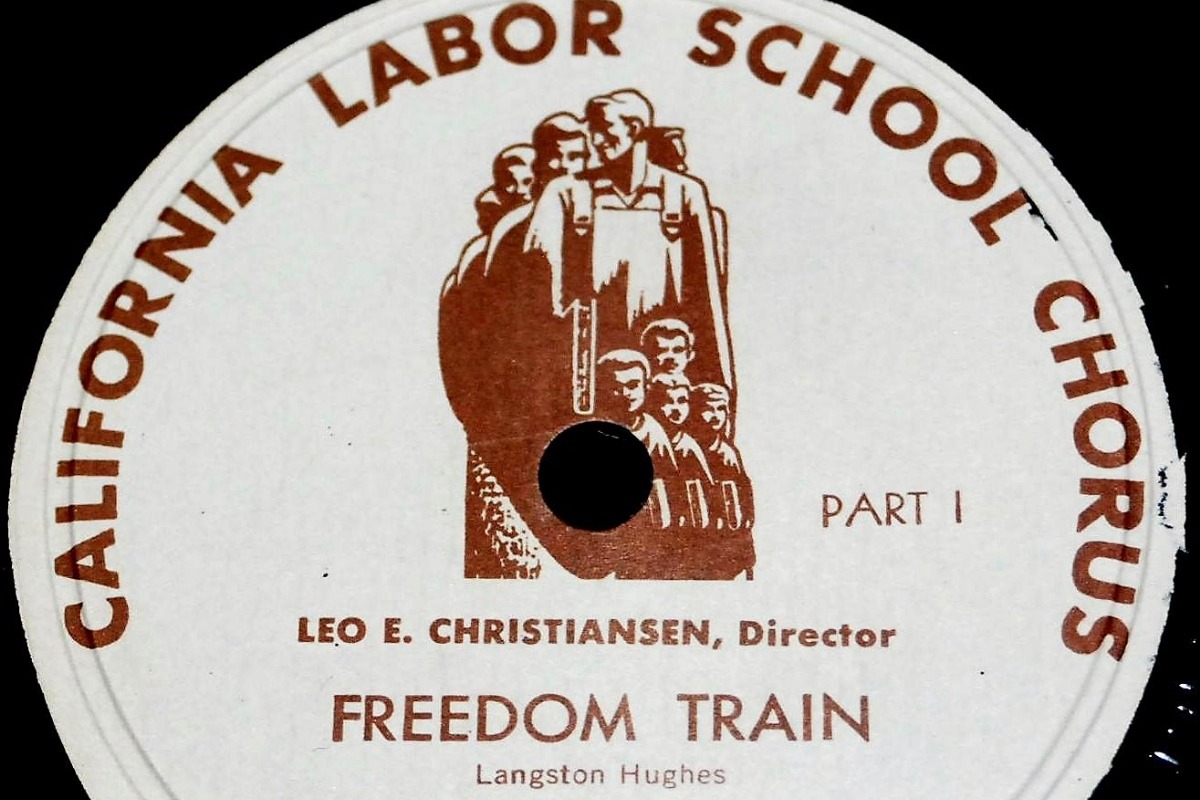 CALIFORNIA LABOR SCHOOL CHORUS
PART I
LEO E. CHRISTIANSEN, Director
FREEDOM TRAIN
Langston Hughes